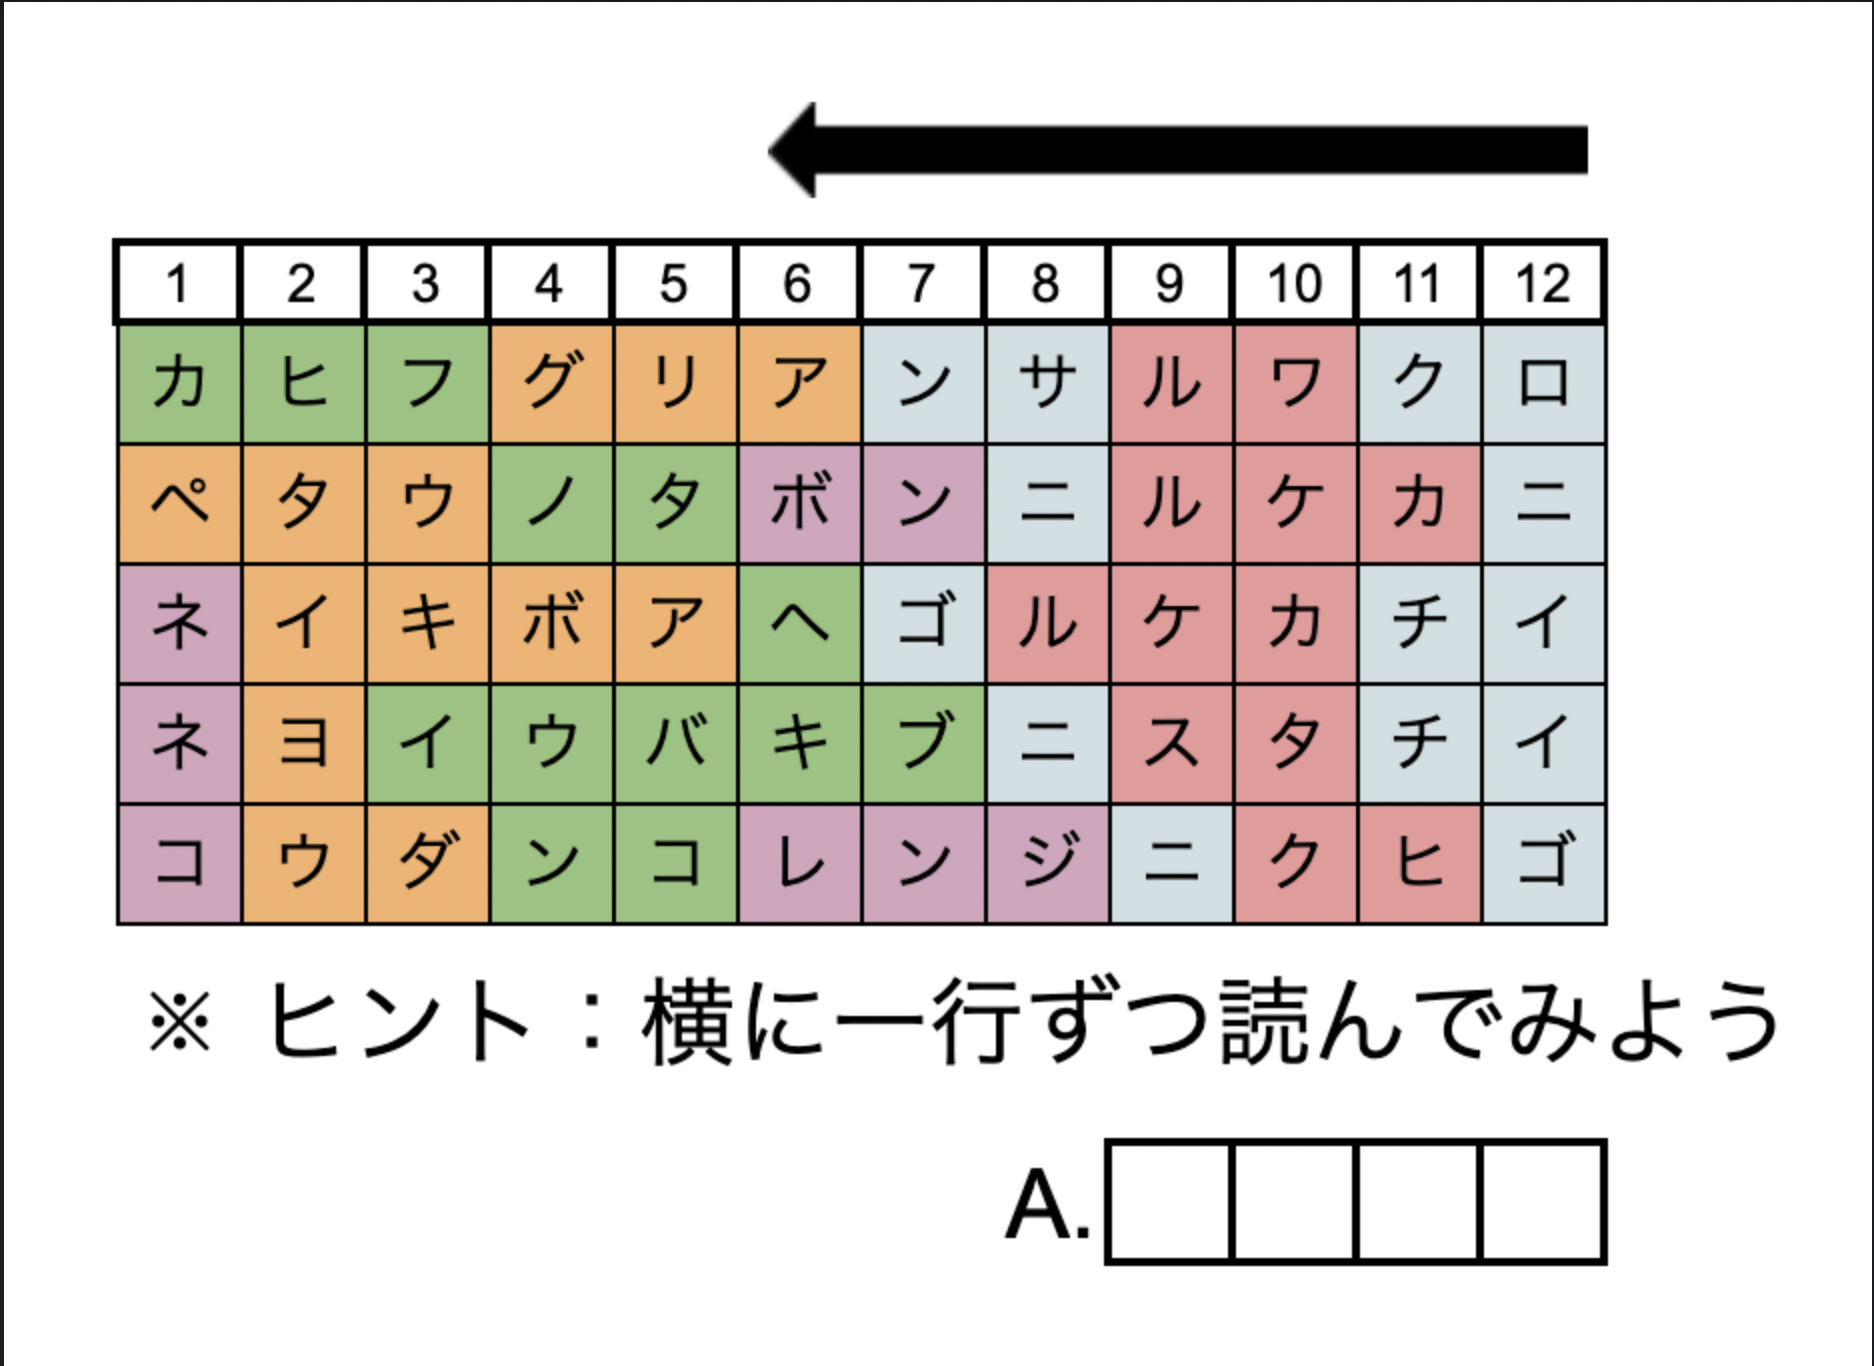 1 2 3 4 5 6 7 8 9 10 11 12
カ ヒ フ グ リ ア ン サ ル ワ ク ロ
ペ タ ウ ノ タ ボ ン ニ ル ケ カ ニ
ネ イ キ ボ ア ヘ ゴ ル ケ カ チ イ
ネ ヨ イ ウ バ キ ブ ニ ス タ チ イ
コ ウ ダ ン コ レ ン ジ ニ ク ヒ ゴ
※ ヒント：横に一行ずつ読んでみよう
A.